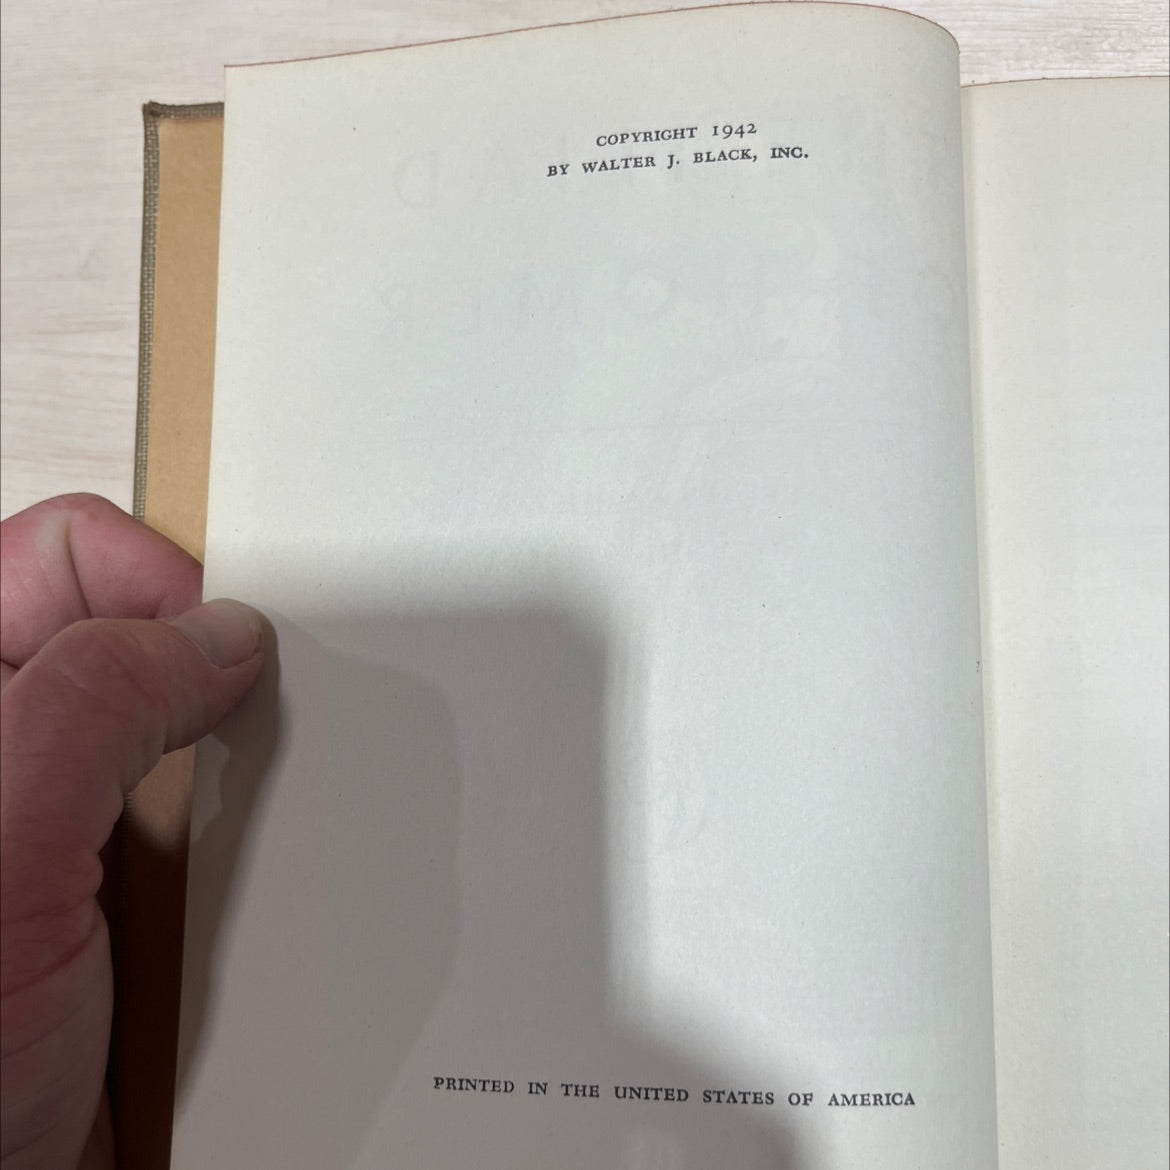 COPYRIGHT 1942
BY WALTER J. BLACK, INC.
PRINTED IN THE UNITED STATES OF AMERICA